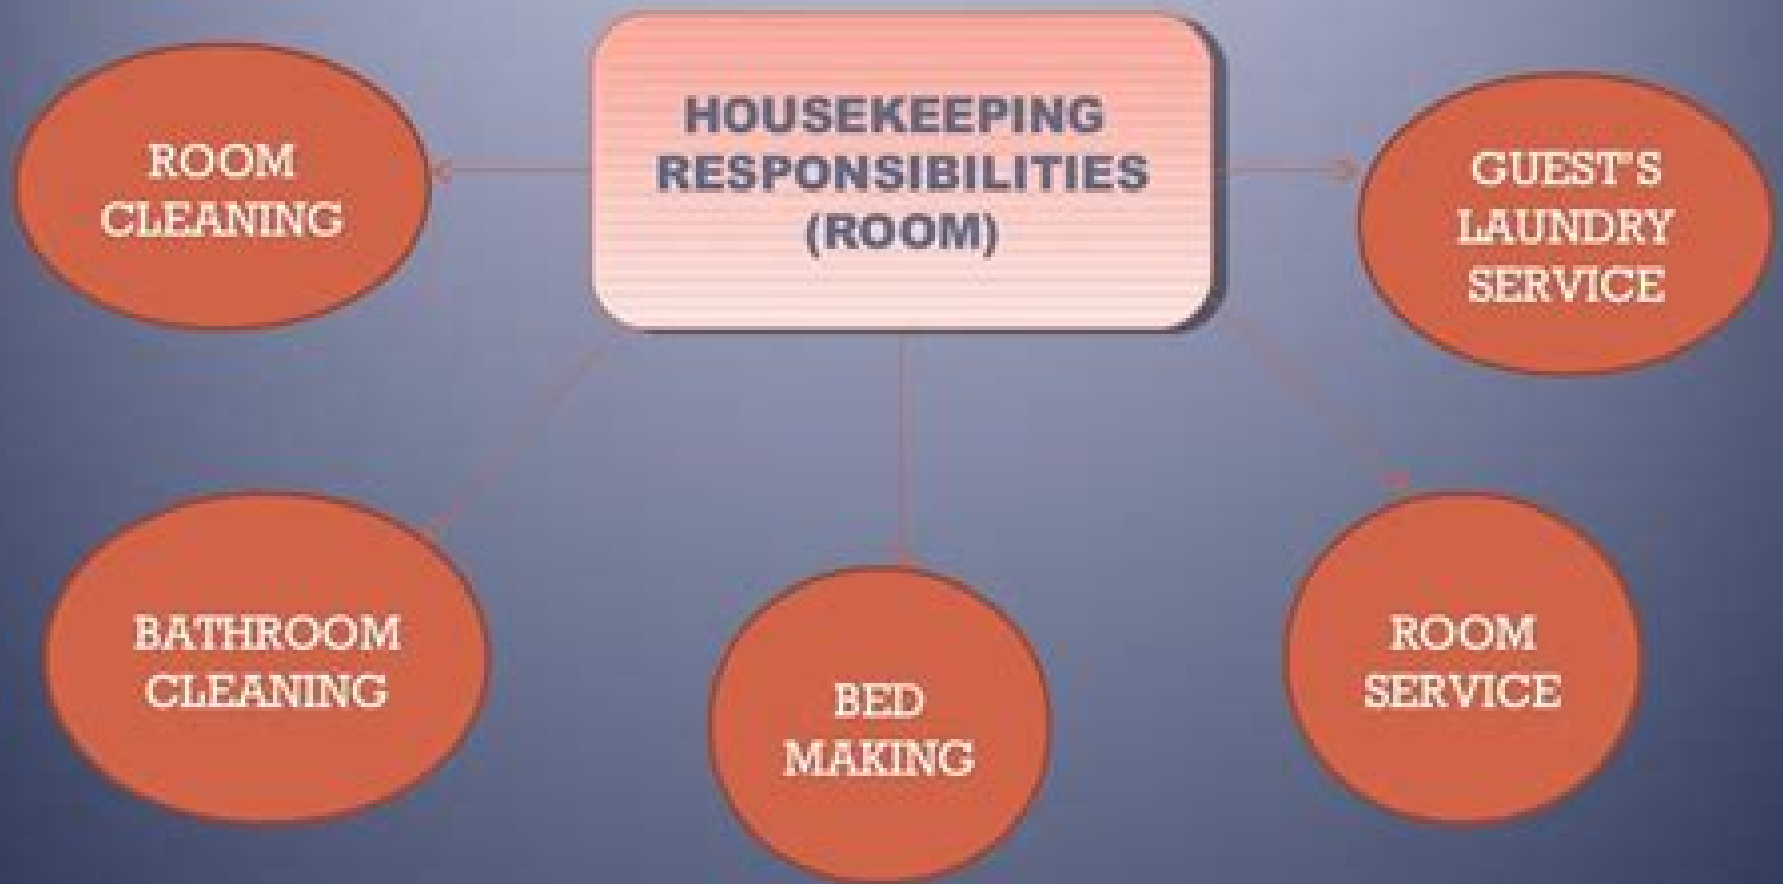 HOUSEKEEPING
RESPONSIBILITIES
(ROOM)
ROOM
CLEANING
GUEST'S
LAUNDRY
SERVICE
BATHROOM
CLEANING
BED
MAKING
ROOM
SERVICE